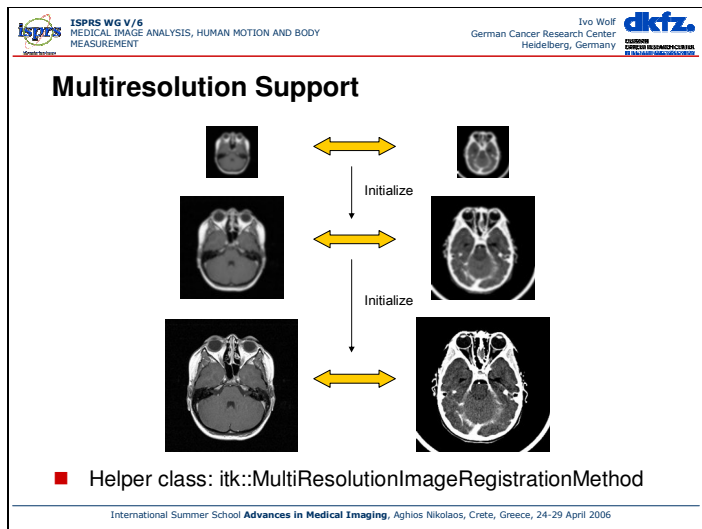 isprs
ISPRS WG V/6
MEDICAL IMAGE ANALYSIS, HUMAN MOTION AND BODY
MEASUREMENT
Ivo Wolf
German Cancer Research Center
Heidelberg, Germany
dkfz.
Multiresolution Support
Initialize
Initialize
Helper class: itk::MultiResolutionImageRegistrationMethod
International Summer School Advances in Medical Imaging, Aghios Nikolaos, Crete, Greece, 24-29 April 2006